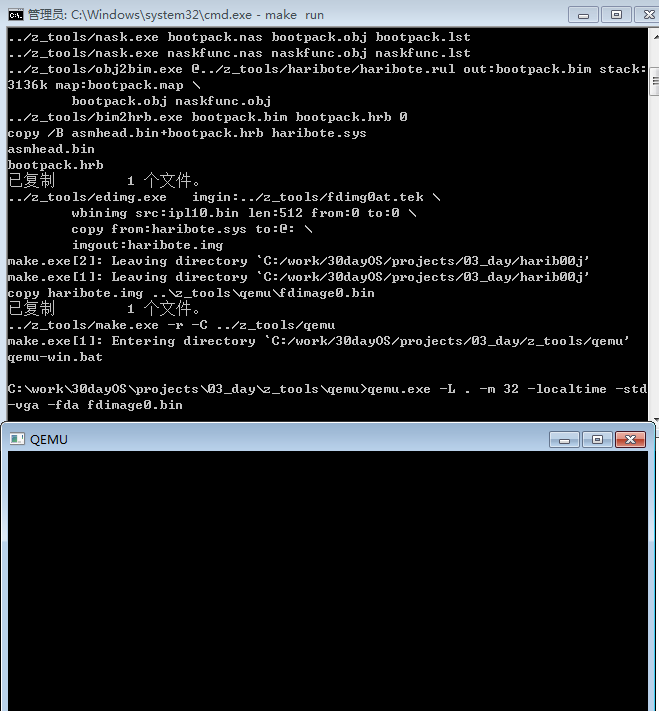 管理员: C:\Windows\system32\cmd.exe - make  run
../z_tools/nask.exe bootpack.nas bootpack.obj bootpack.lst
../z_tools/nask.exe naskfunc.nas naskfunc.obj naskfunc.lst
../z_tools/obj2bim.exe @../z_tools/haribote/haribote.rul out:bootpack.bim stack:
3136k map:bootpack.map \
        bootpack.obj naskfunc.obj
../z_tools/bim2hrb.exe bootpack.bim bootpack.hrb 0
copy /B asmhead.bin+bootpack.hrb haribote.sys
asmhead.bin
bootpack.hrb
已复制         1 个文件。
../z_tools/edimg.exe   imgin:../z_tools/fdimg0at.tek \
        wbinimg src:ipl10.bin len:512 from:0 to:0 \
        copy from:haribote.sys to:@: \
        imgout:haribote.img
make.exe[2]: Leaving directory `C:/work/30dayOS/projects/03_day/harib00j'
make.exe[1]: Leaving directory `C:/work/30dayOS/projects/03_day/harib00j'
copy haribote.img ..\z_tools\qemu\fdimage0.bin
已复制         1 个文件。
../z_tools/make.exe -r -C ../z_tools/qemu
make.exe[1]: Entering directory `C:/work/30dayOS/projects/03_day/z_tools/qemu'
qemu-win.bat
C:\work\30dayOS\projects\03_day\z_tools\qemu>qemu.exe -L . -m 32 -localtime -std
-vga -fda fdimage0.bin
QEMU